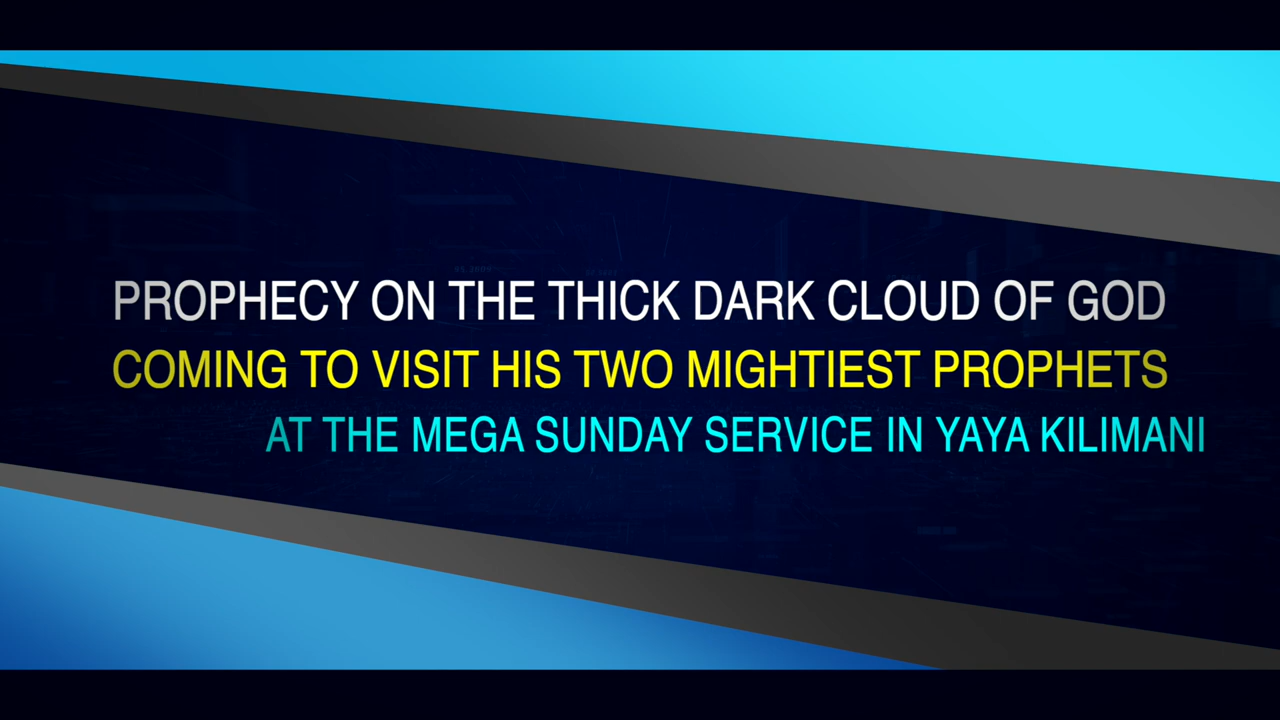 PROPHECY ON THE THICK DARK CLOUD OF GOD
COMING TO VISIT HIS TWO MIGHTIEST PROPHETS
AT THE MEGA SUNDAY SERVICE IN YAYA KILIMANI